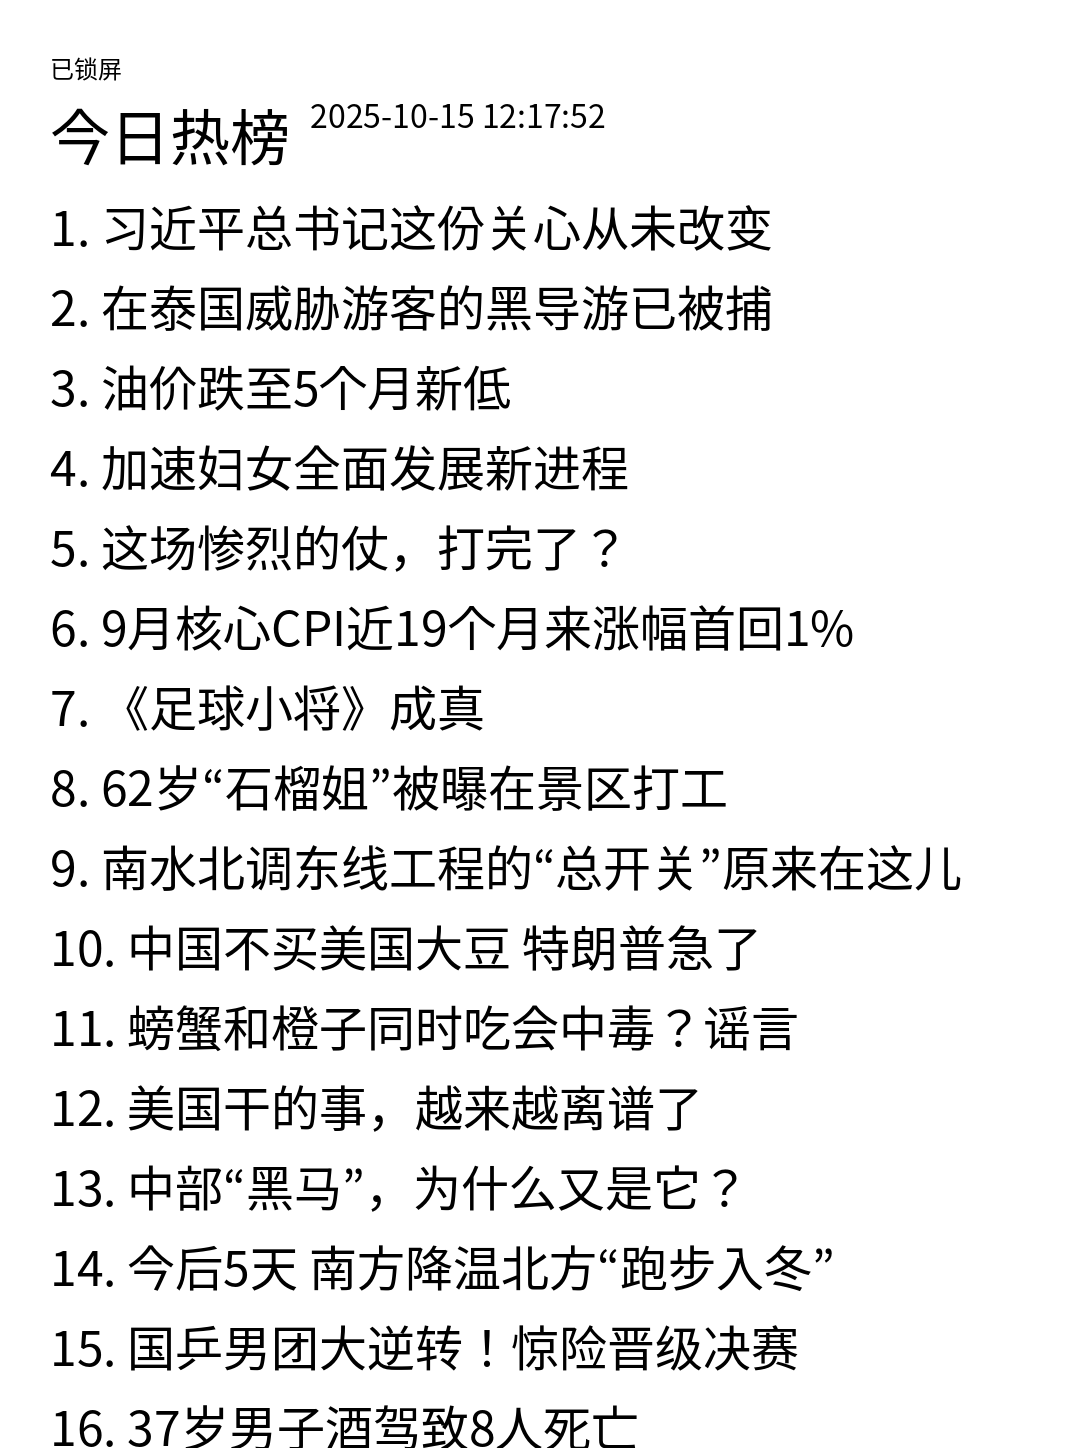 已锁屏
今日热榜 2025-10-15 12:17:52
1. 习近平总书记这份关心从未改变
2. 在泰国威胁游客的黑导游已被捕
3. 油价跌至5个月新低
4. 加速妇女全面发展新进程
5. 这场惨烈的仗，打完了？
6. 9月核心CPI近19个月来涨幅首回1%
7. 《足球小将》成真
8. 62岁“石榴姐”被曝在景区打工
9. 南水北调东线工程的“总开关”原来在这儿
10. 中国不买美国大豆 特朗普急了
11. 螃蟹和橙子同时吃会中毒？谣言
12. 美国干的事，越来越离谱了
13. 中部“黑马”，为什么又是它？
14. 今后5天 南方降温北方“跑步入冬”
15. 国乒男团大逆转！惊险晋级决赛
16. 37岁男子酒驾致8人死亡